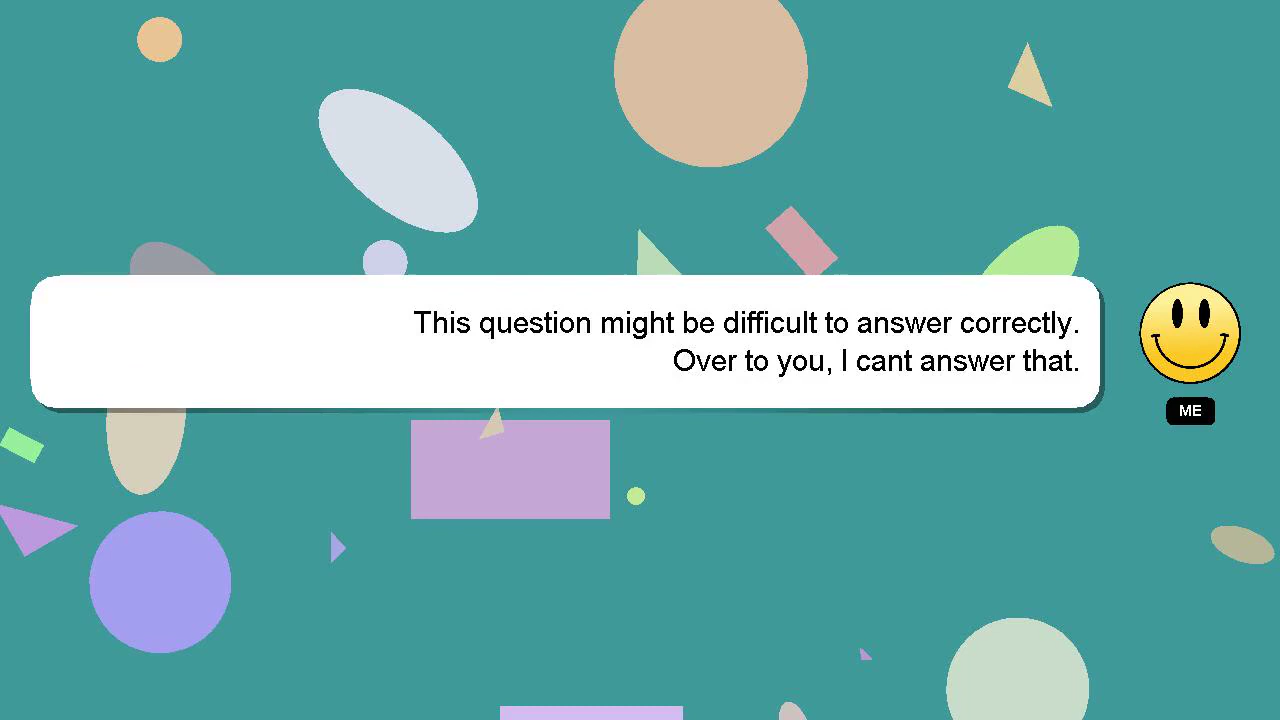 This question might be difficult to answer correctly.
Over to you, I cant answer that.
ME